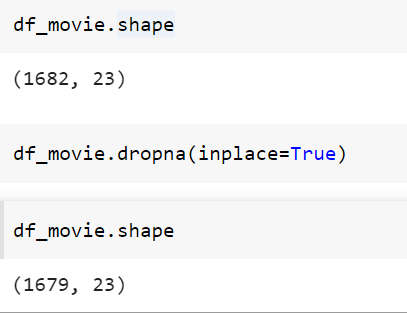 df_movie.shape
(1682, 23)
df_movie.dropna(inplace=True)
df_movie.shape
(1679, 23)